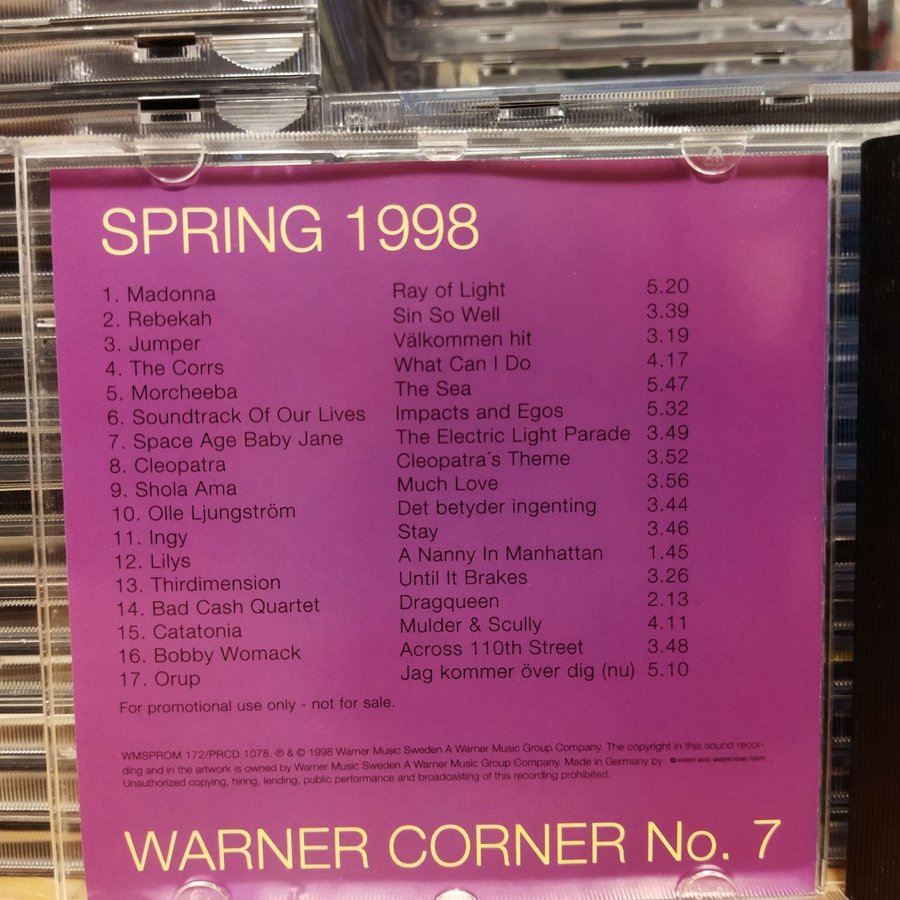 SPRING 1998
1. Madonna Ray of Light 5.20
2. Rebekah Sin So Well 3.39
3. Jumper Välkommen hit 3.19
4. The Corrs What Can I Do 4.17
5. Morcheeba The Sea 5.47
6. Soundtrack Of Our Lives Impacts and Egos 5.32
7. Space Age Baby Jane The Electric Light Parade 3.49
8. Cleopatra Cleopatra´s Theme 3.52
9. Shola Ama Much Love 3.56
10. Olle Ljungström Det betyder ingenting 3.44
11. Ingy Stay 3.46
12. Lilys A Nanny In Manhattan 1.45
13. Thirdimension Until It Brakes 3.26
14. Bad Cash Quartet Dragqueen 2.13
15. Catatonia Mulder & Scully 4.11
16. Bobby Womack Across 110th Street 3.48
17. Orup Jag kommer över dig (nu) 5.10
For promotional use only - not for sale.
WMSPROM 172/PRCD 1078. ℗ & © 1998 Warner Music Sweden A Warner Music Group Company. The copyright in this sound recor-
ding and in the artwork is owned by Warner Music Sweden A Warner Music Group Company. Made in Germany by WARNER MUSIC MANUFACTURING EUROPE.
Unauthorized copying, hiring, lending, public performance and broadcasting of this recording prohibited.
WARNER CORNER No. 7